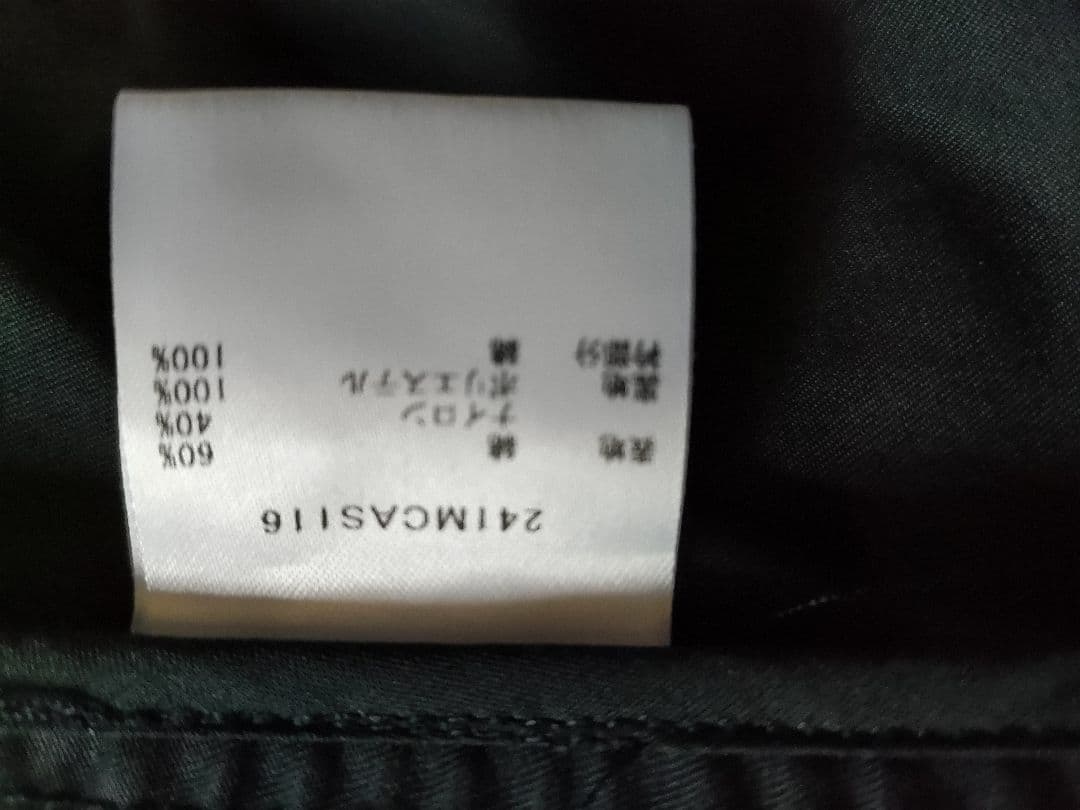 241MCAS116
表地 綿 60%
ナイロン 40%
裏地 ポリエステル 100%
衿部分 綿 100%